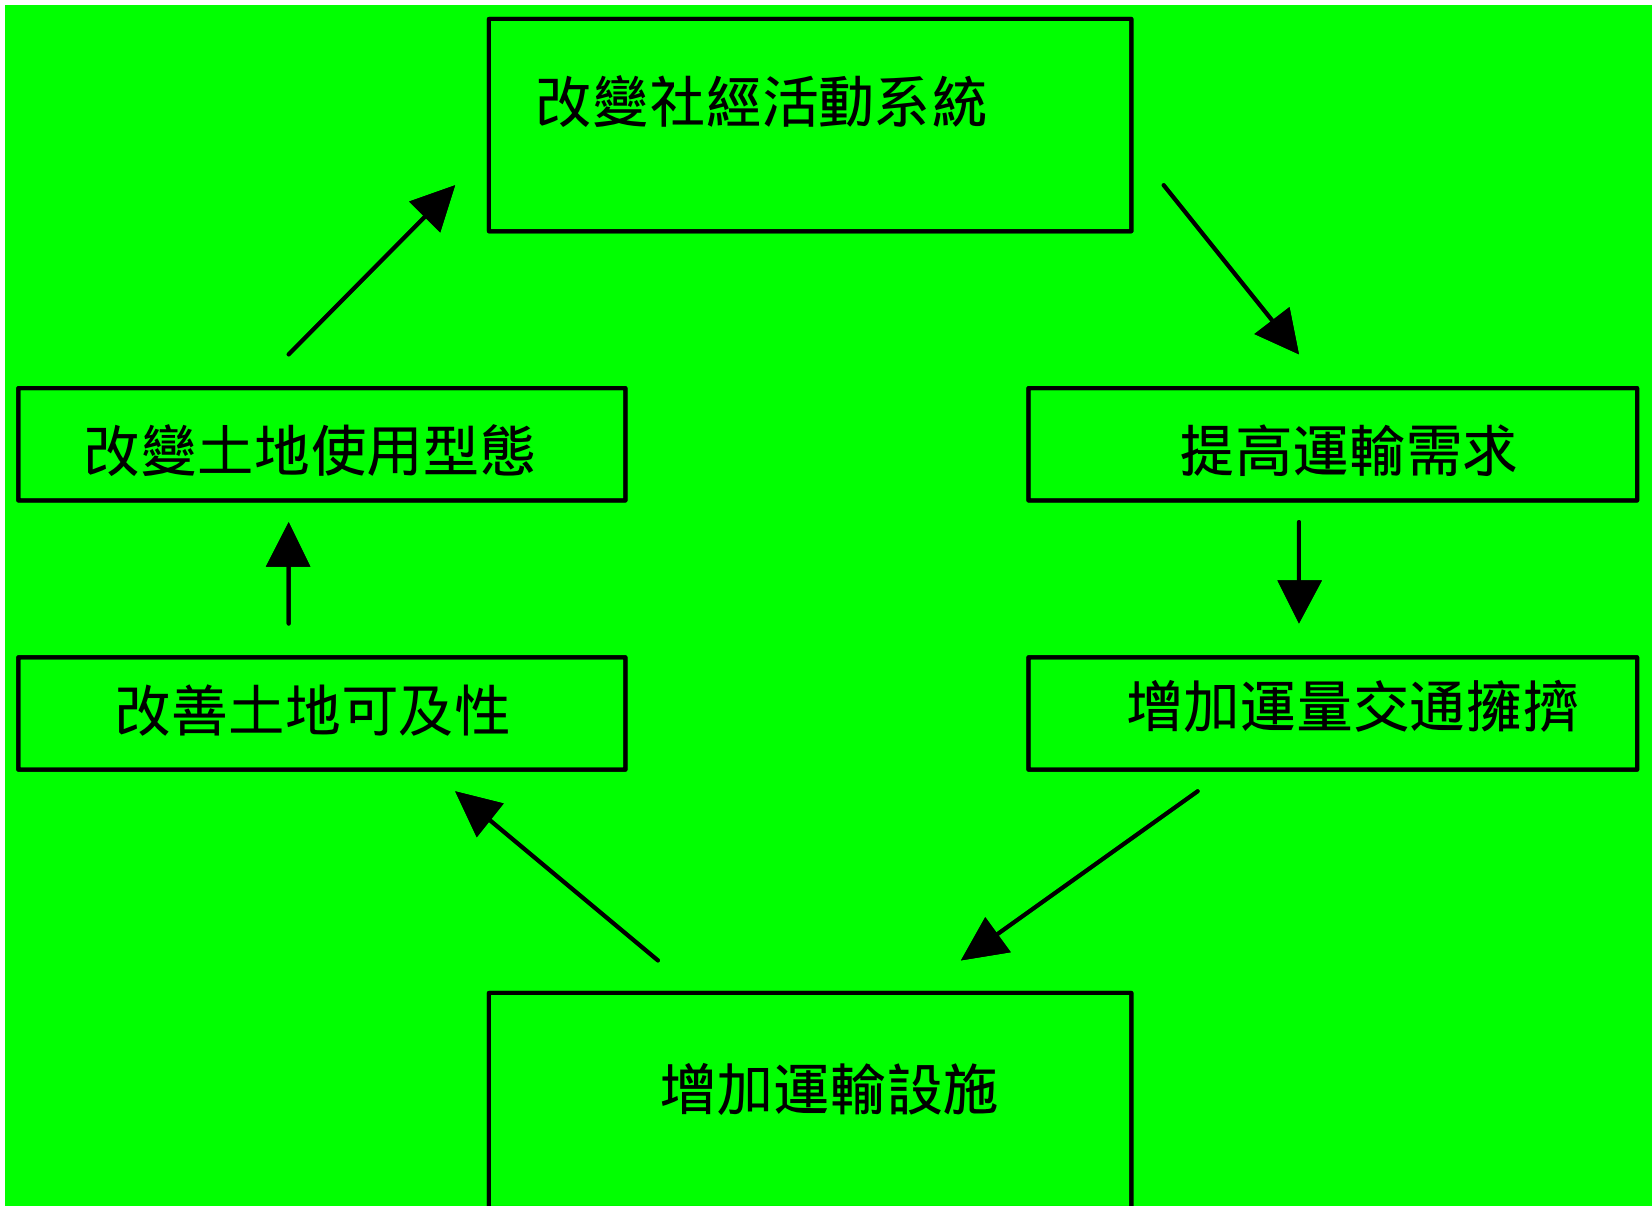 改變社經活動系統
改變土地使用型態
提高運輸需求
改善土地可及性
增加運量交通擁擠
增加運輸設施